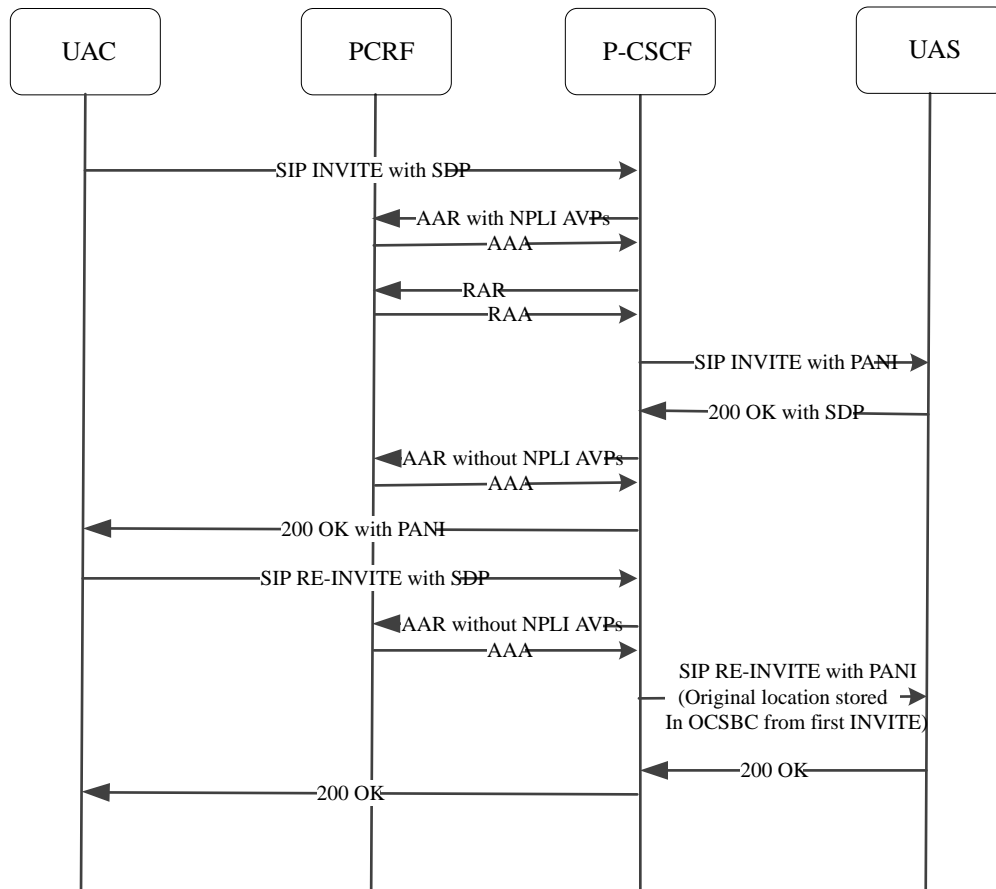 UAC
PCRF
P-CSCF
UAS
SIP INVITE with SDP
AAR with NPLI AVPs
AAA
RAR
RAA
SIP INVITE with PANI
200 OK with SDP
AAR without NPLI AVPs
AAA
200 OK with PANI
SIP RE-INVITE with SDP
AAR without NPLI AVPs
AAA
SIP RE-INVITE with PANI
(Original location stored
In OCSBC from first INVITE)
200 OK
200 OK